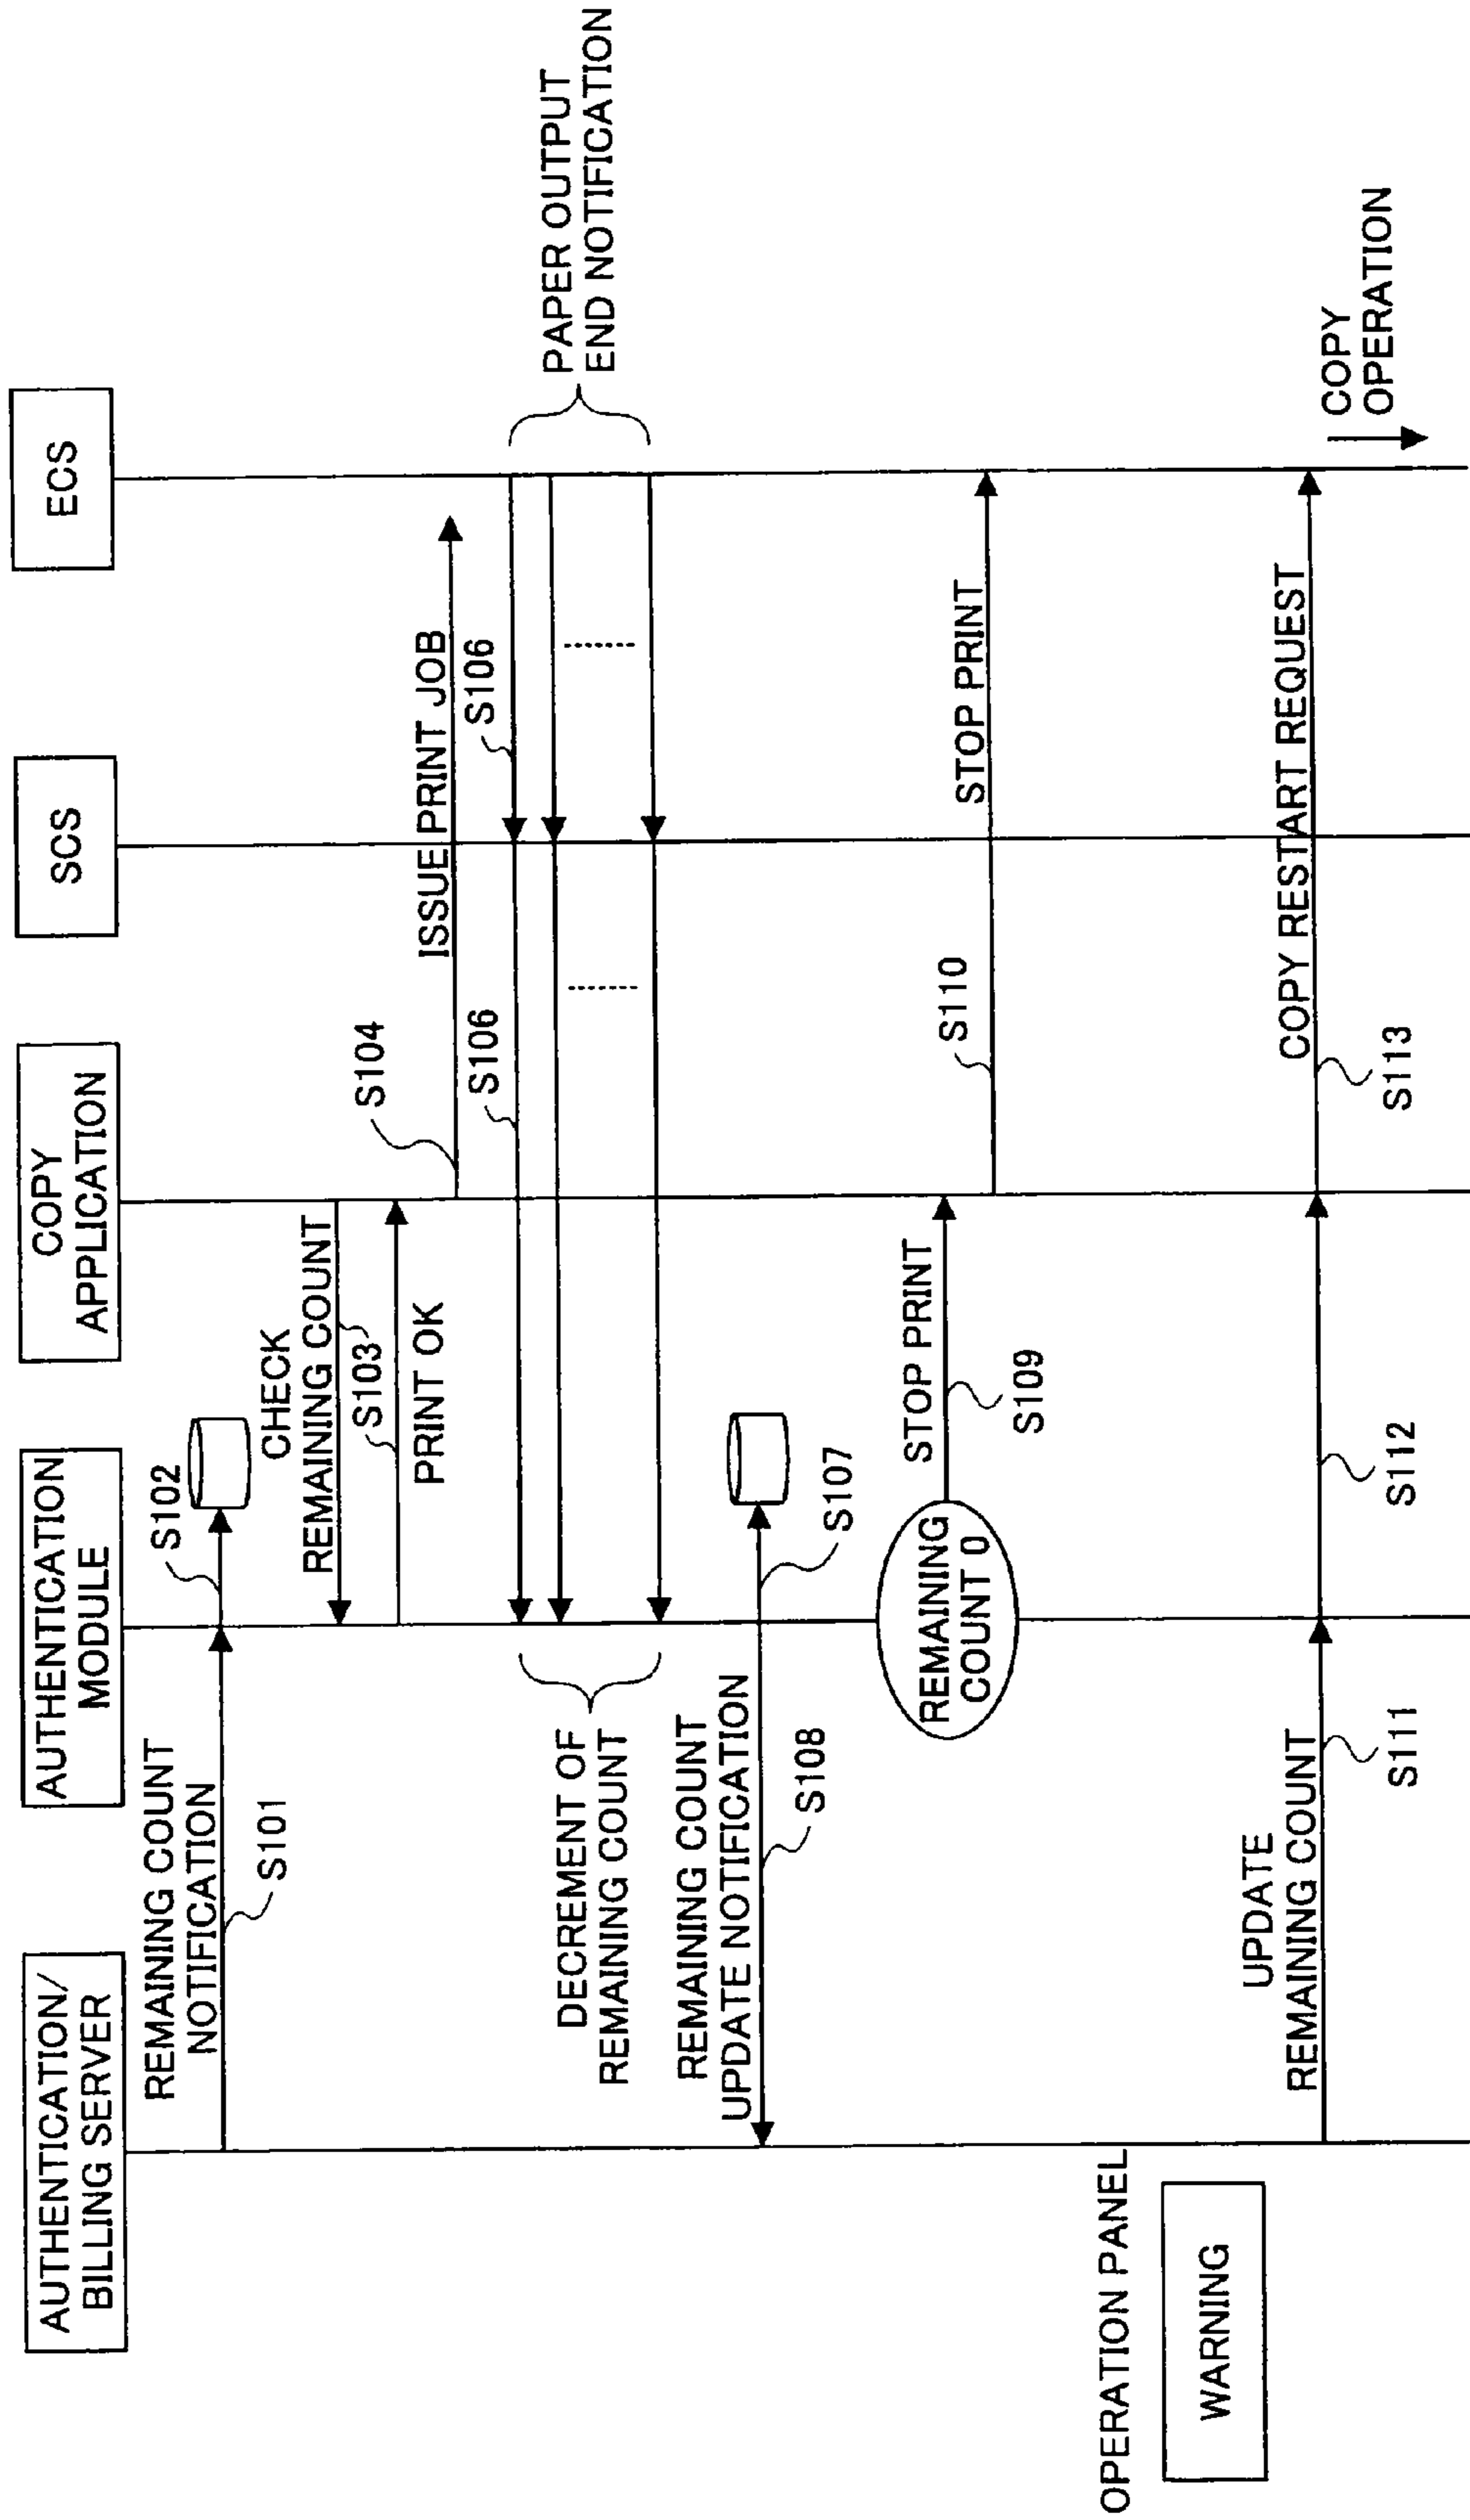 AUTHENTICATION/
BILLING SERVER
AUTHENTICATION
MODULE
COPY
APPLICATION
SCS
ECS
REMAINING COUNT
NOTIFICATION
S101
S102
CHECK
REMAINING COUNT
S103
PRINT OK
S104
ISSUE PRINT JOB
S106
S106
PAPER OUTPUT
END NOTIFICATION
DECREMENT OF
REMAINING COUNT
REMAINING COUNT
UPDATE NOTIFICATION
S108
S107
REMAINING
COUNT 0
STOP PRINT
S109
S110
STOP PRINT
OPERATION PANEL
WARNING
UPDATE
REMAINING COUNT
S111
S112
COPY RESTART REQUEST
S113
COPY
OPERATION